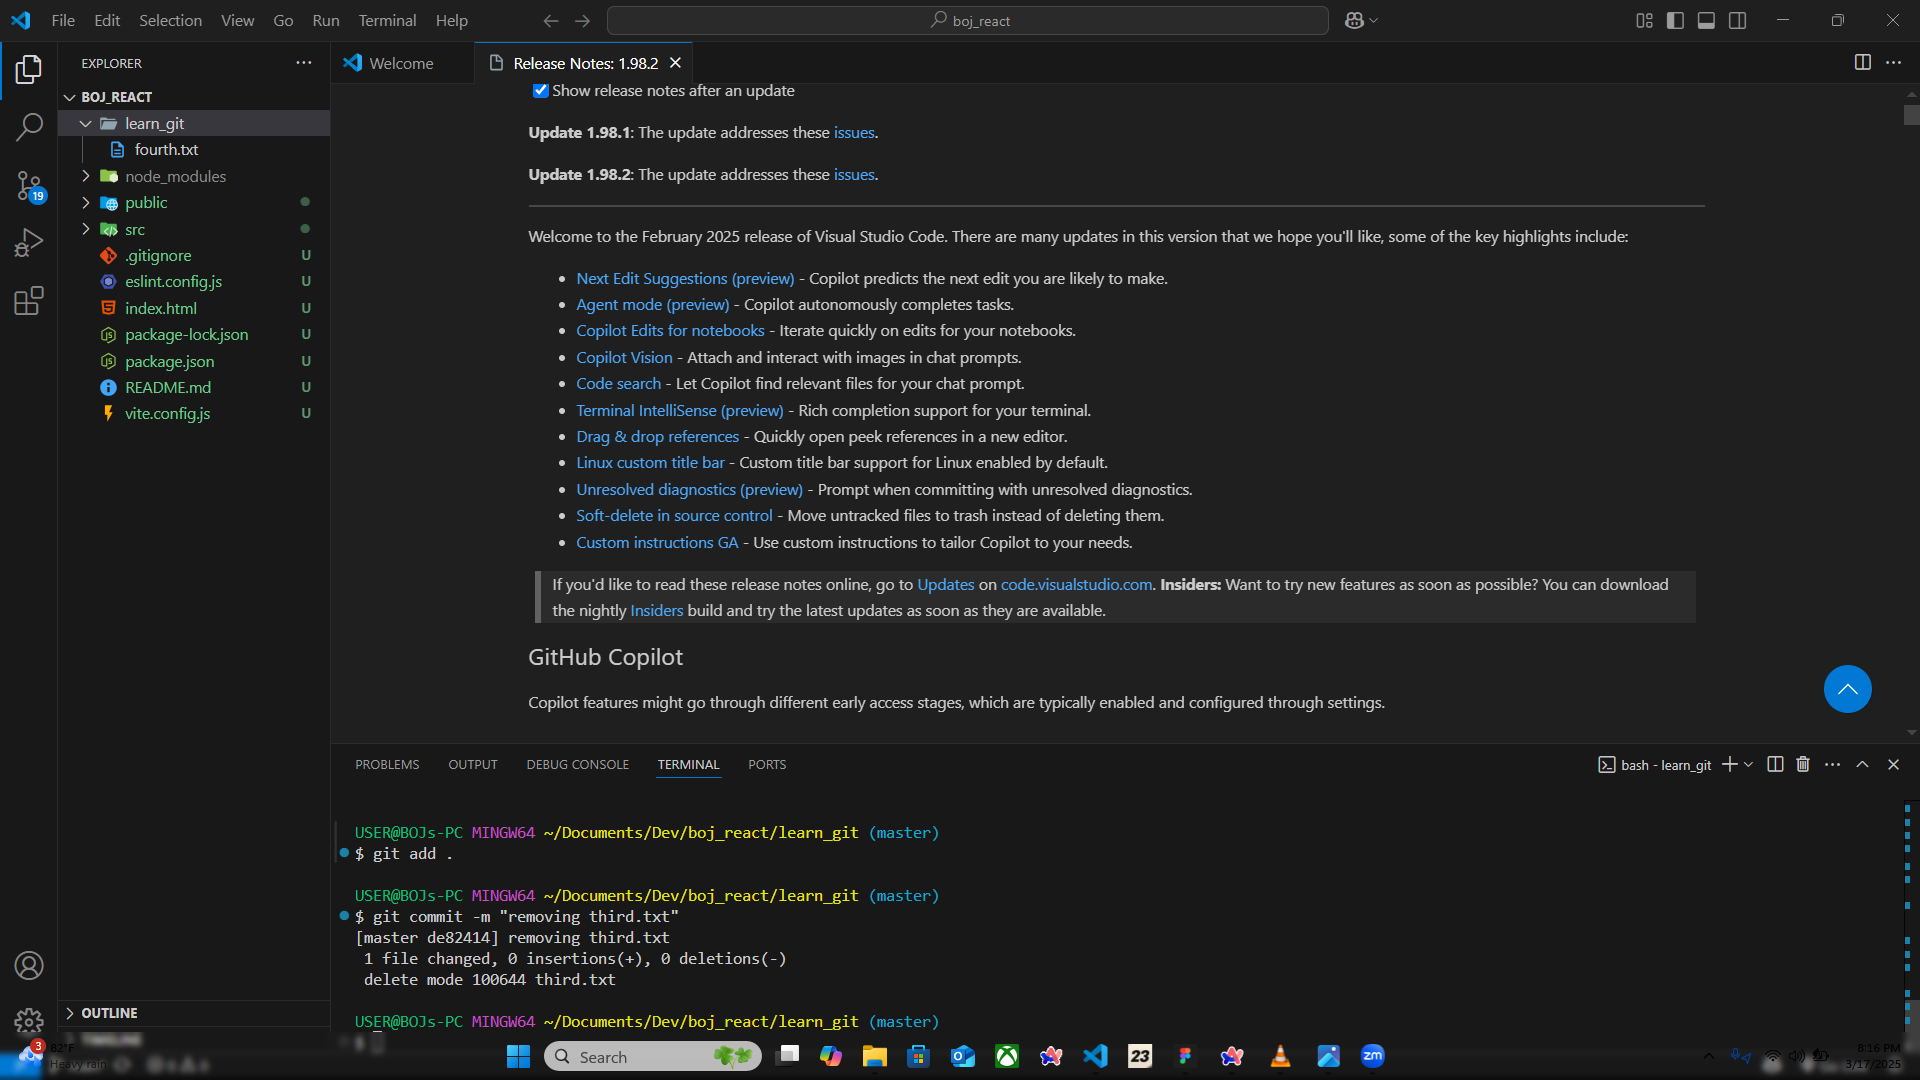 File Edit Selection View Go Run Terminal Help
boj_react
EXPLORER
BOJ_REACT
learn_git
fourth.txt
node_modules
public
src
.gitignore U
eslint.config.js U
index.html U
package-lock.json U
package.json U
README.md U
vite.config.js U
19
OUTLINE
TIMELINE
Welcome
Release Notes: 1.98.2
Show release notes after an update
Update 1.98.1: The update addresses these issues.
Update 1.98.2: The update addresses these issues.
Welcome to the February 2025 release of Visual Studio Code. There are many updates in this version that we hope you'll like, some of the key highlights include:
Next Edit Suggestions (preview) - Copilot predicts the next edit you are likely to make.
Agent mode (preview) - Copilot autonomously completes tasks.
Copilot Edits for notebooks - Iterate quickly on edits for your notebooks.
Copilot Vision - Attach and interact with images in chat prompts.
Code search - Let Copilot find relevant files for your chat prompt.
Terminal IntelliSense (preview) - Rich completion support for your terminal.
Drag & drop references - Quickly open peek references in a new editor.
Linux custom title bar - Custom title bar support for Linux enabled by default.
Unresolved diagnostics (preview) - Prompt when committing with unresolved diagnostics.
Soft-delete in source control - Move untracked files to trash instead of deleting them.
Custom instructions GA - Use custom instructions to tailor Copilot to your needs.
If you'd like to read these release notes online, go to Updates on code.visualstudio.com. Insiders: Want to try new features as soon as possible? You can download
the nightly Insiders build and try the latest updates as soon as they are available.
GitHub Copilot
Copilot features might go through different early access stages, which are typically enabled and configured through settings.
PROBLEMS OUTPUT DEBUG CONSOLE TERMINAL PORTS
bash - learn_git
USER@BOJs-PC MINGW64 ~/Documents/Dev/boj_react/learn_git (master)
$ git add .
USER@BOJs-PC MINGW64 ~/Documents/Dev/boj_react/learn_git (master)
$ git commit -m "removing third.txt"
[master de82414] removing third.txt
1 file changed, 0 insertions(+), 0 deletions(-)
delete mode 100644 third.txt
USER@BOJs-PC MINGW64 ~/Documents/Dev/boj_react/learn_git (master)
$
3
82°F
Heavy rain
Search
23
zm
8:16 PM
3/17/2025